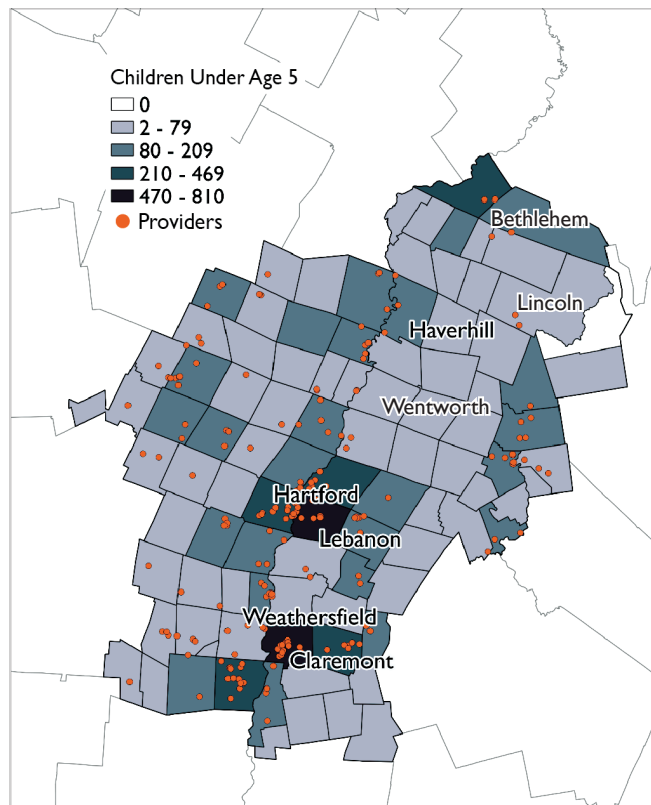 Children Under Age 5
0
2 - 79
80 - 209
210 - 469
470 - 810
Providers
Bethlehem
Lincoln
Haverhill
Wentworth
Hartford
Lebanon
Weathersfield
Claremont